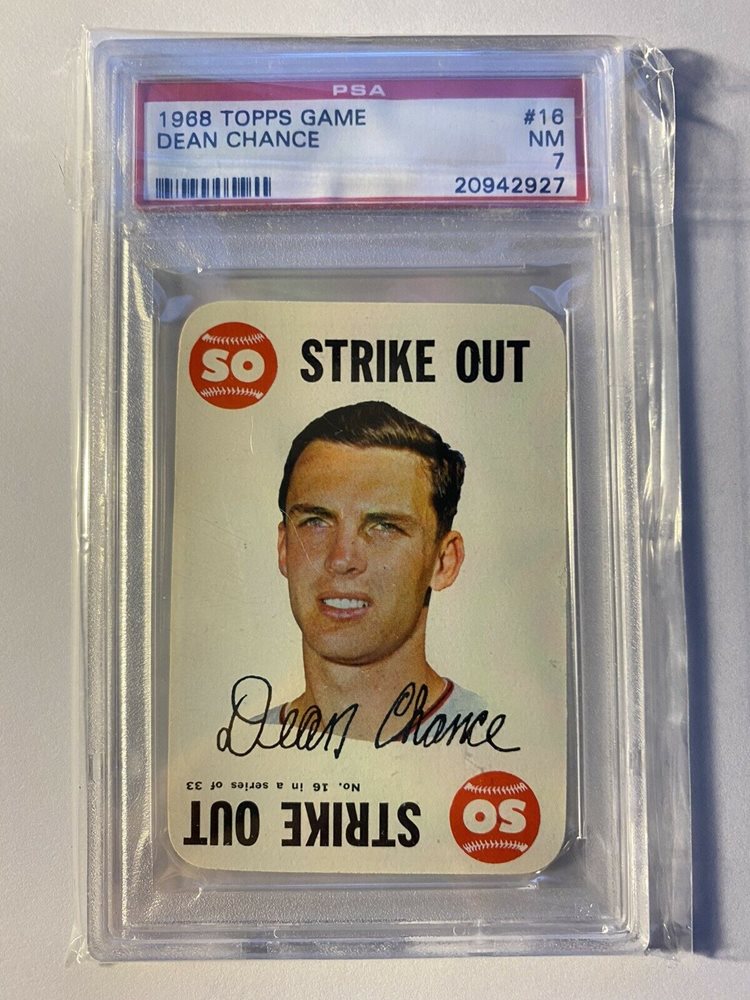 PSA
1968 TOPPS GAME #16
DEAN CHANCE NM
7
20942927
SO STRIKE OUT
Dean Chance
No. 16 in a series of 33
STRIKE OUT SO